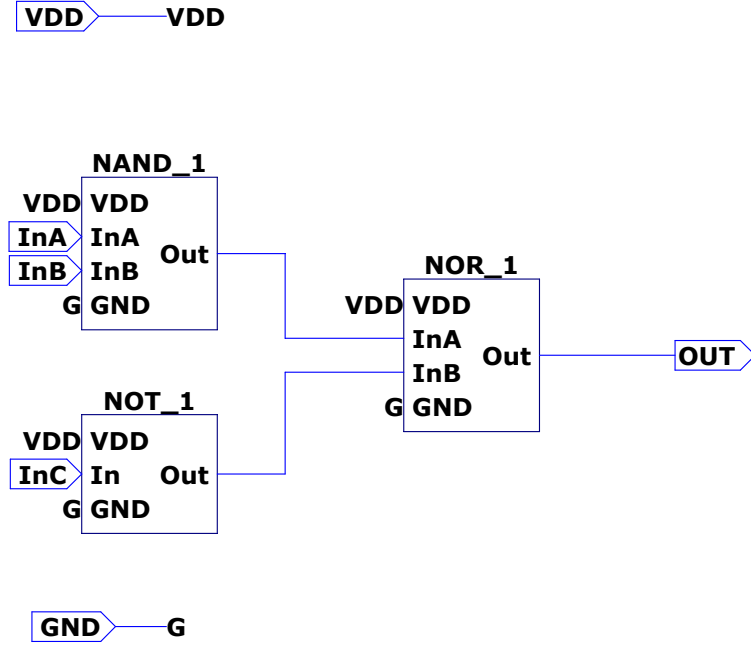 VDD VDD
NAND_1
VDD VDD
InA InA
Out
InB InB
G GND
NOR_1
VDD VDD
InA
Out
InB
G GND
OUT
NOT_1
VDD VDD
InC In Out
G GND
GND G